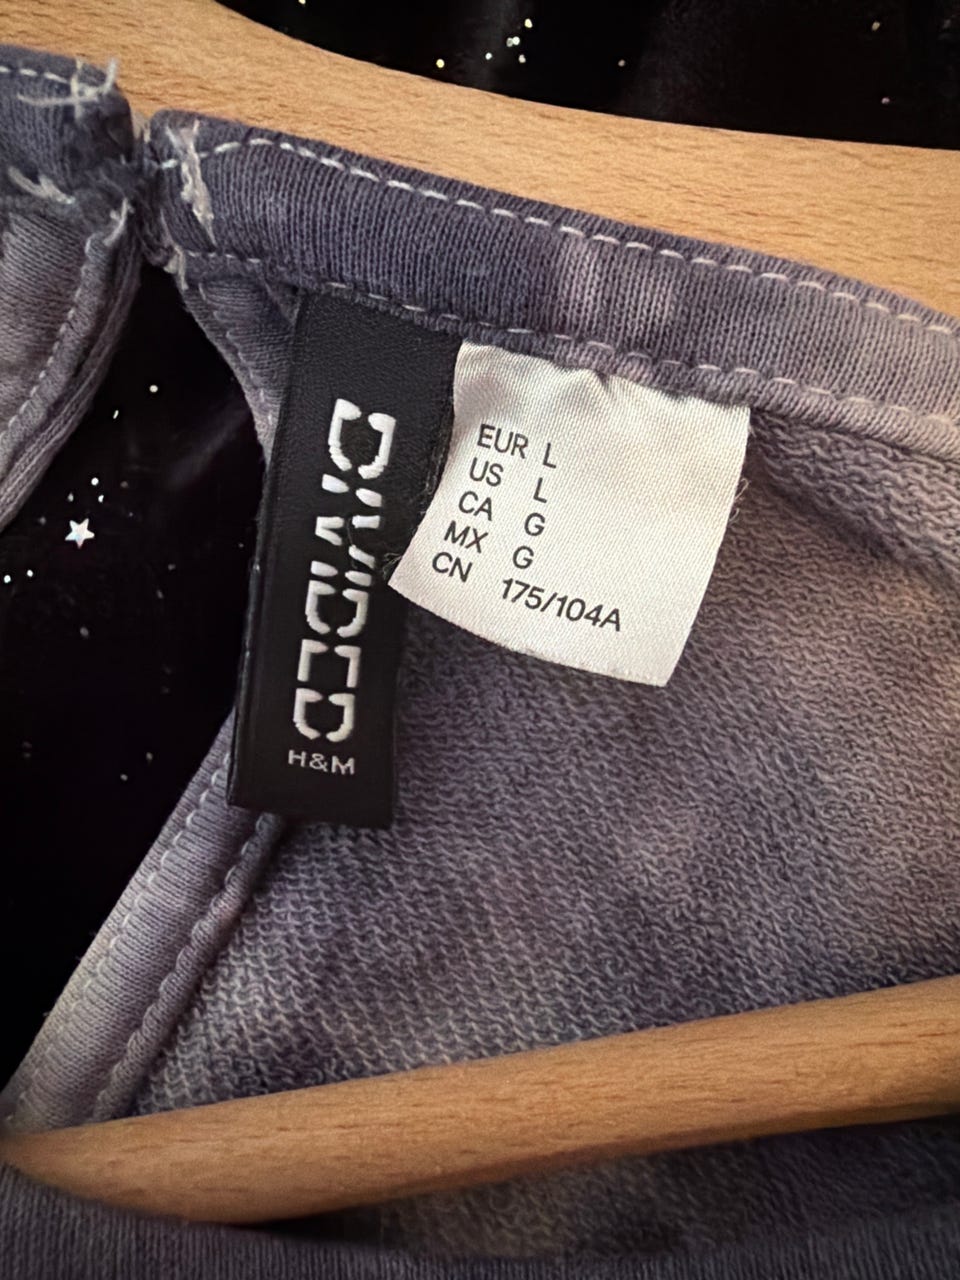 DIVIDED
H&M
EUR L
US L
CA G
MX G
CN 175/104A